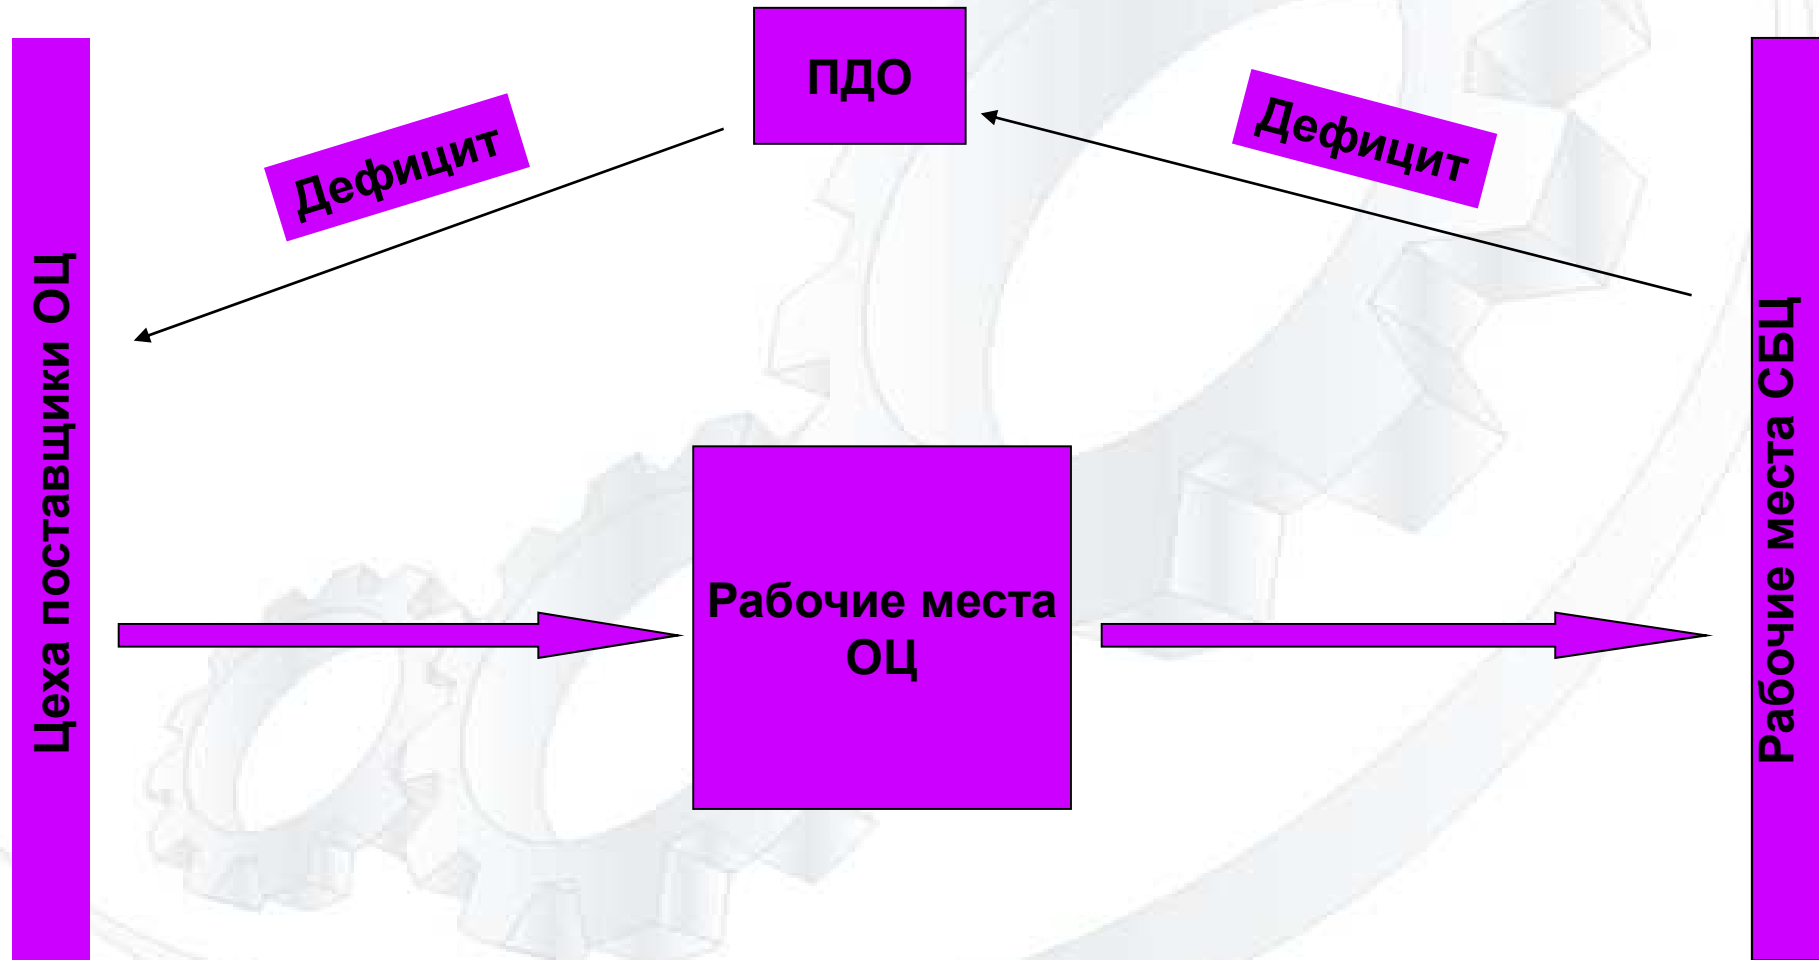 ПДО
Дефицит
Дефицит
Цеха поставщики ОЦ
Рабочие места
ОЦ
Рабочие места СБЦ